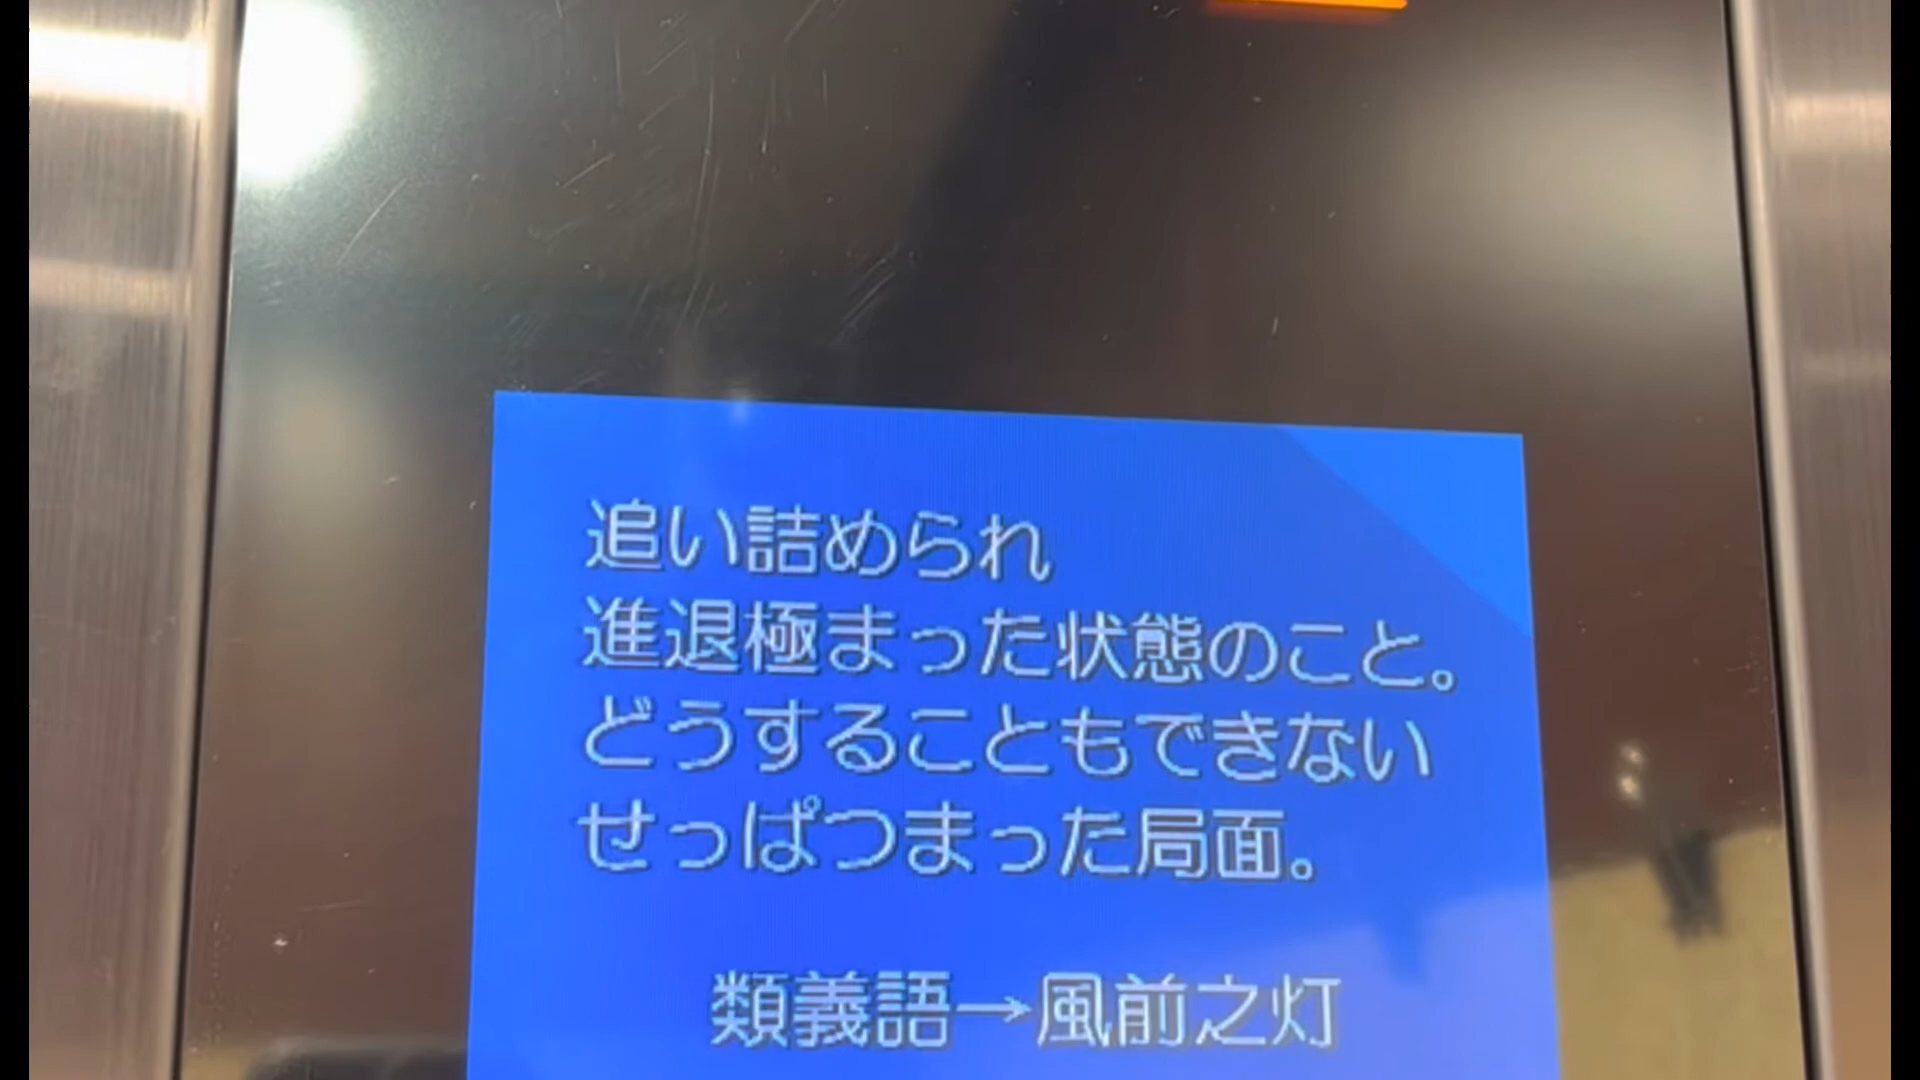 追い詰められ
進退極まった状態のこと。
どうすることもできない
せっぱつまった局面。
類義語→風前之灯